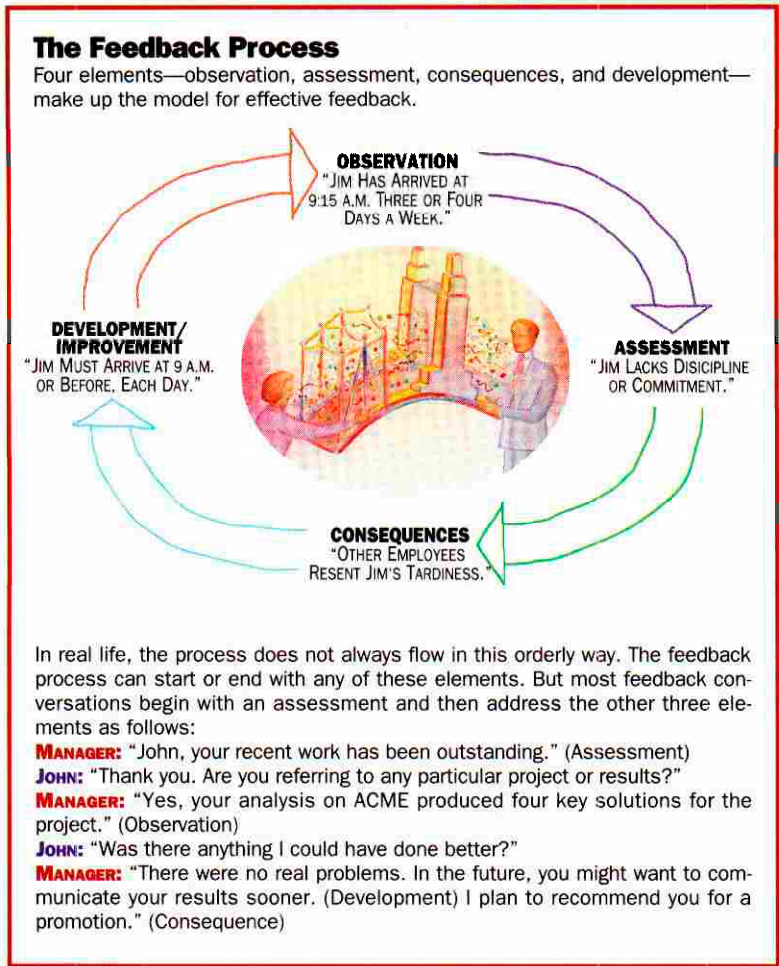 The Feedback Process
Four elements—observation, assessment, consequences, and development—
make up the model for effective feedback.
OBSERVATION
"JIM HAS ARRIVED AT
9:15 A.M. THREE OR FOUR
DAYS A WEEK."
DEVELOPMENT/
IMPROVEMENT
"JIM MUST ARRIVE AT 9 A.M.
OR BEFORE, EACH DAY."
ASSESSMENT
"JIM LACKS DISICIPLINE
OR COMMITMENT."
CONSEQUENCES
"OTHER EMPLOYEES
RESENT JIM'S TARDINESS."
In real life, the process does not always flow in this orderly way. The feedback
process can start or end with any of these elements. But most feedback con-
versations begin with an assessment and then address the other three ele-
ments as follows:
MANAGER: "John, your recent work has been outstanding." (Assessment)
JOHN: "Thank you. Are you referring to any particular project or results?"
MANAGER: "Yes, your analysis on ACME produced four key solutions for the
project." (Observation)
JOHN: "Was there anything I could have done better?"
MANAGER: "There were no real problems. In the future, you might want to com-
municate your results sooner. (Development) I plan to recommend you for a
promotion." (Consequence)